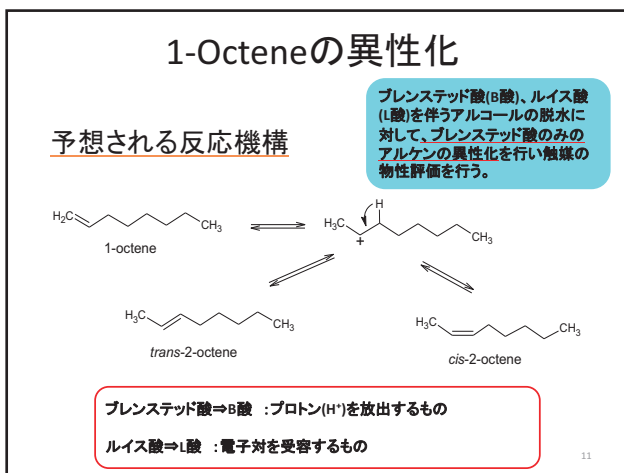 1-Octeneの異性化
ブレンステッド酸(B酸)、ルイス酸
(L酸)を伴うアルコールの脱水に
対して、ブレンステッド酸のみの
アルケンの異性化を行い触媒の
物性評価を行う。
予想される反応機構
H₂C
CH₃
1-octene
H
H₃C
+
CH₃
H₃C
CH₃
trans-2-octene
H₃C
CH₃
cis-2-octene
ブレンステッド酸⇒B酸 :プロトン(H⁺)を放出するもの
ルイス酸⇒L酸 :電子対を受容するもの
11